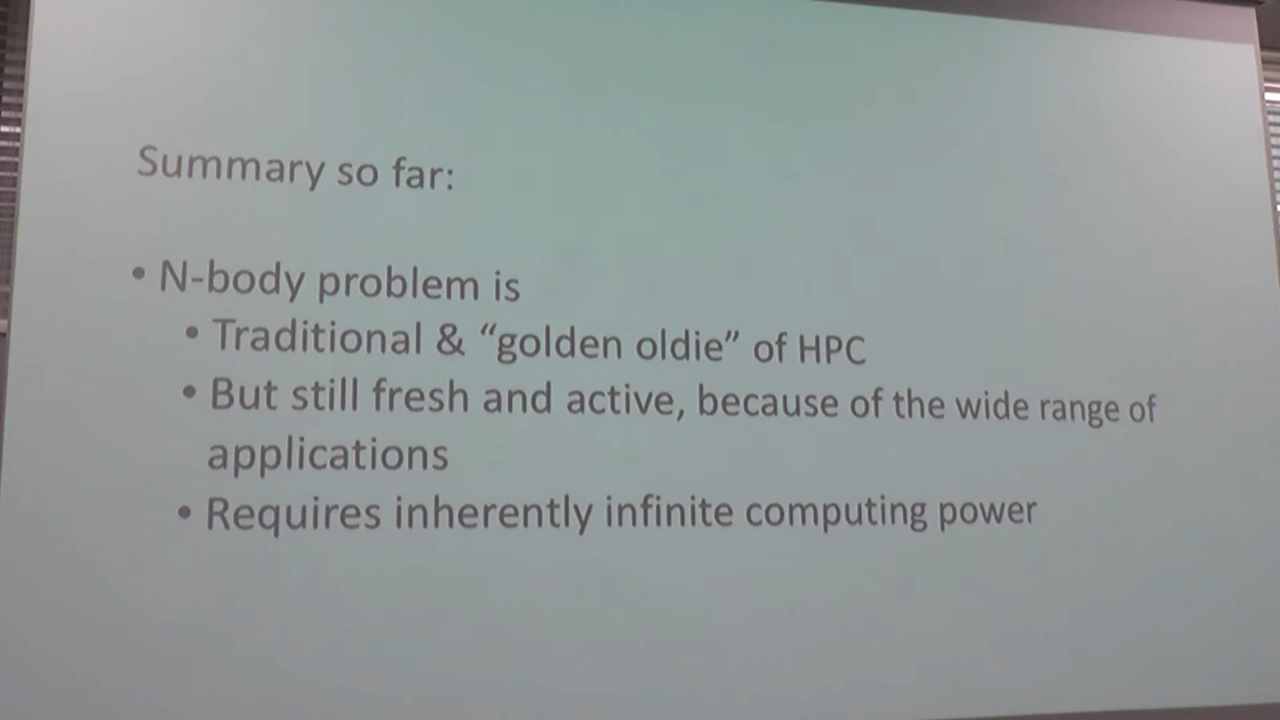 Summary so far:
• N-body problem is
• Traditional & “golden oldie” of HPC
• But still fresh and active, because of the wide range of
applications
• Requires inherently infinite computing power